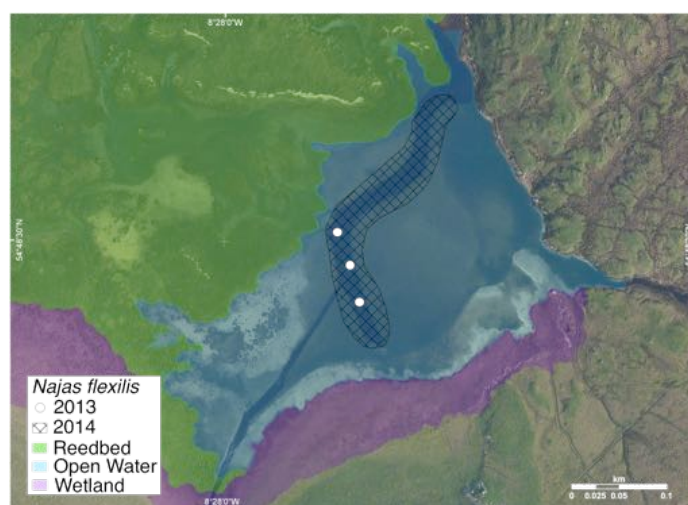 8°28'0"W
54°48'30"N
Najas flexilis
2013
2014
Reedbed
Open Water
Wetland
km
0 0.025 0.05 0.1
8°28'0"W